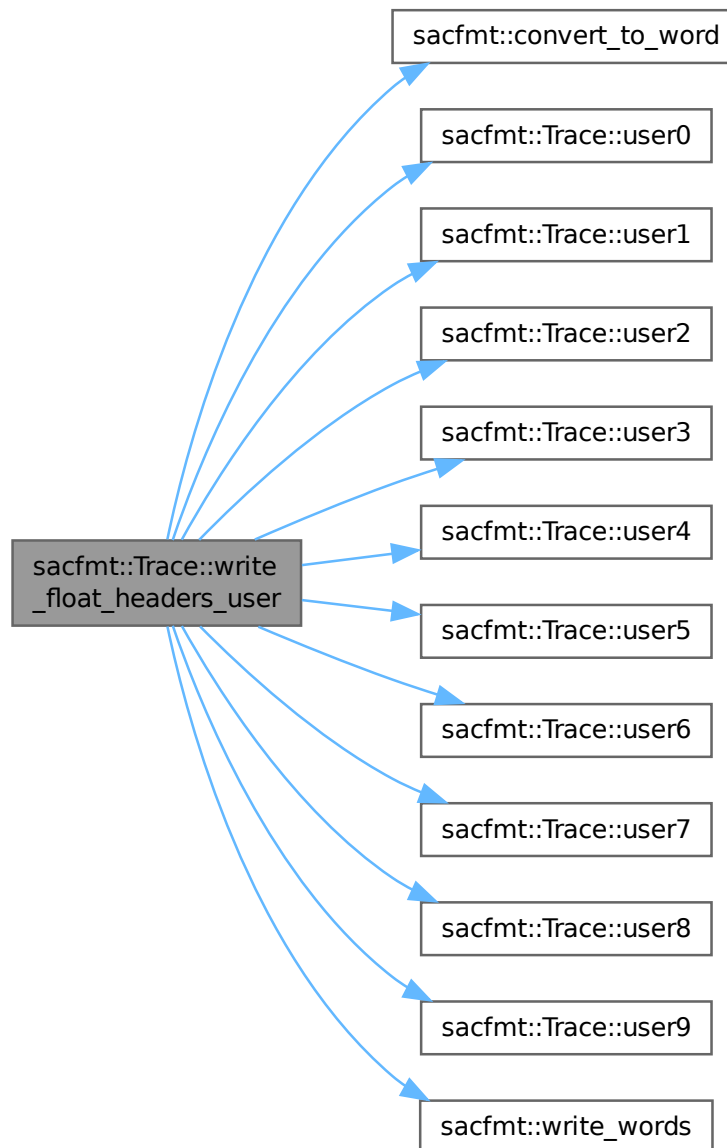 sacfmt::convert_to_word
sacfmt::Trace::user0
sacfmt::Trace::user1
sacfmt::Trace::user2
sacfmt::Trace::user3
sacfmt::Trace::user4
sacfmt::Trace::write
_float_headers_user
sacfmt::Trace::user5
sacfmt::Trace::user6
sacfmt::Trace::user7
sacfmt::Trace::user8
sacfmt::Trace::user9
sacfmt::write_words